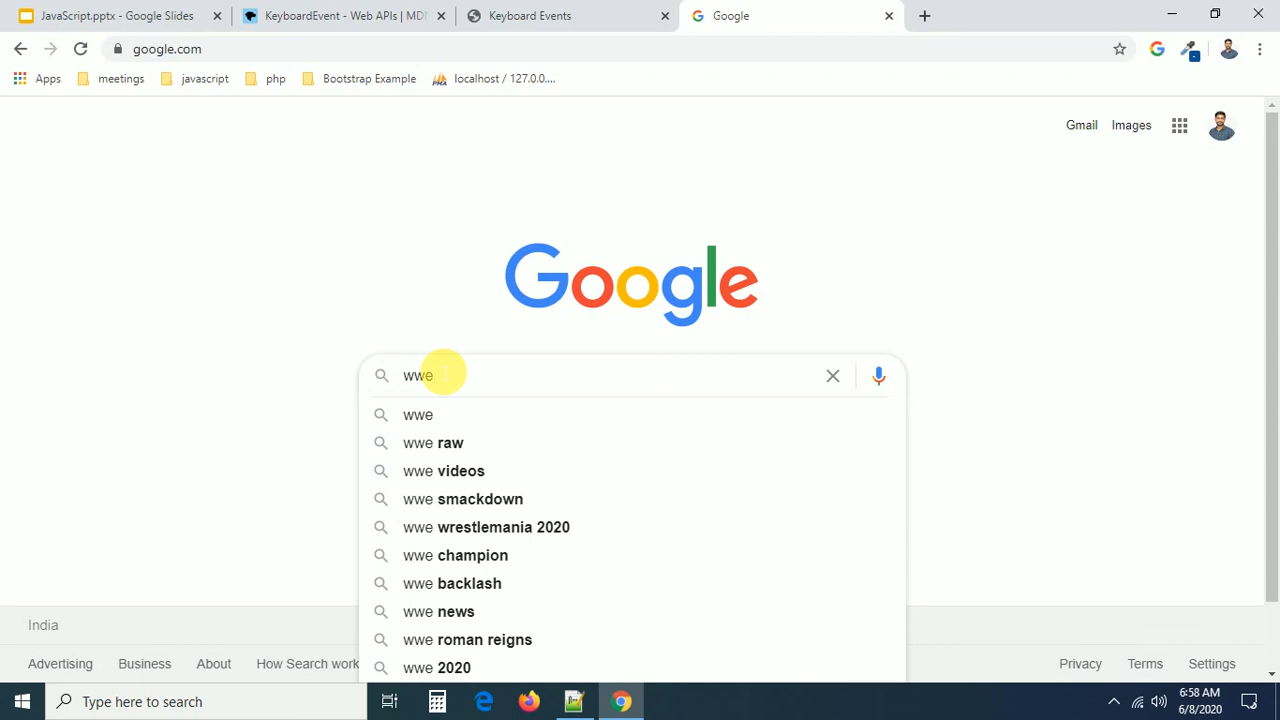 JavaScript.pptx - Google Slides
KeyboardEvent - Web APIs | MDN
Keyboard Events
Google
google.com
Apps
meetings
javascript
php
Bootstrap Example
localhost / 127.0.0....
Gmail
Images
Google
wwe
wwe
wwe raw
wwe videos
wwe smackdown
wwe wrestlemania 2020
wwe champion
wwe backlash
wwe news
wwe roman reigns
wwe 2020
India
Advertising
Business
About
How Search work
Privacy
Terms
Settings
Type here to search
6:58 AM
6/8/2020